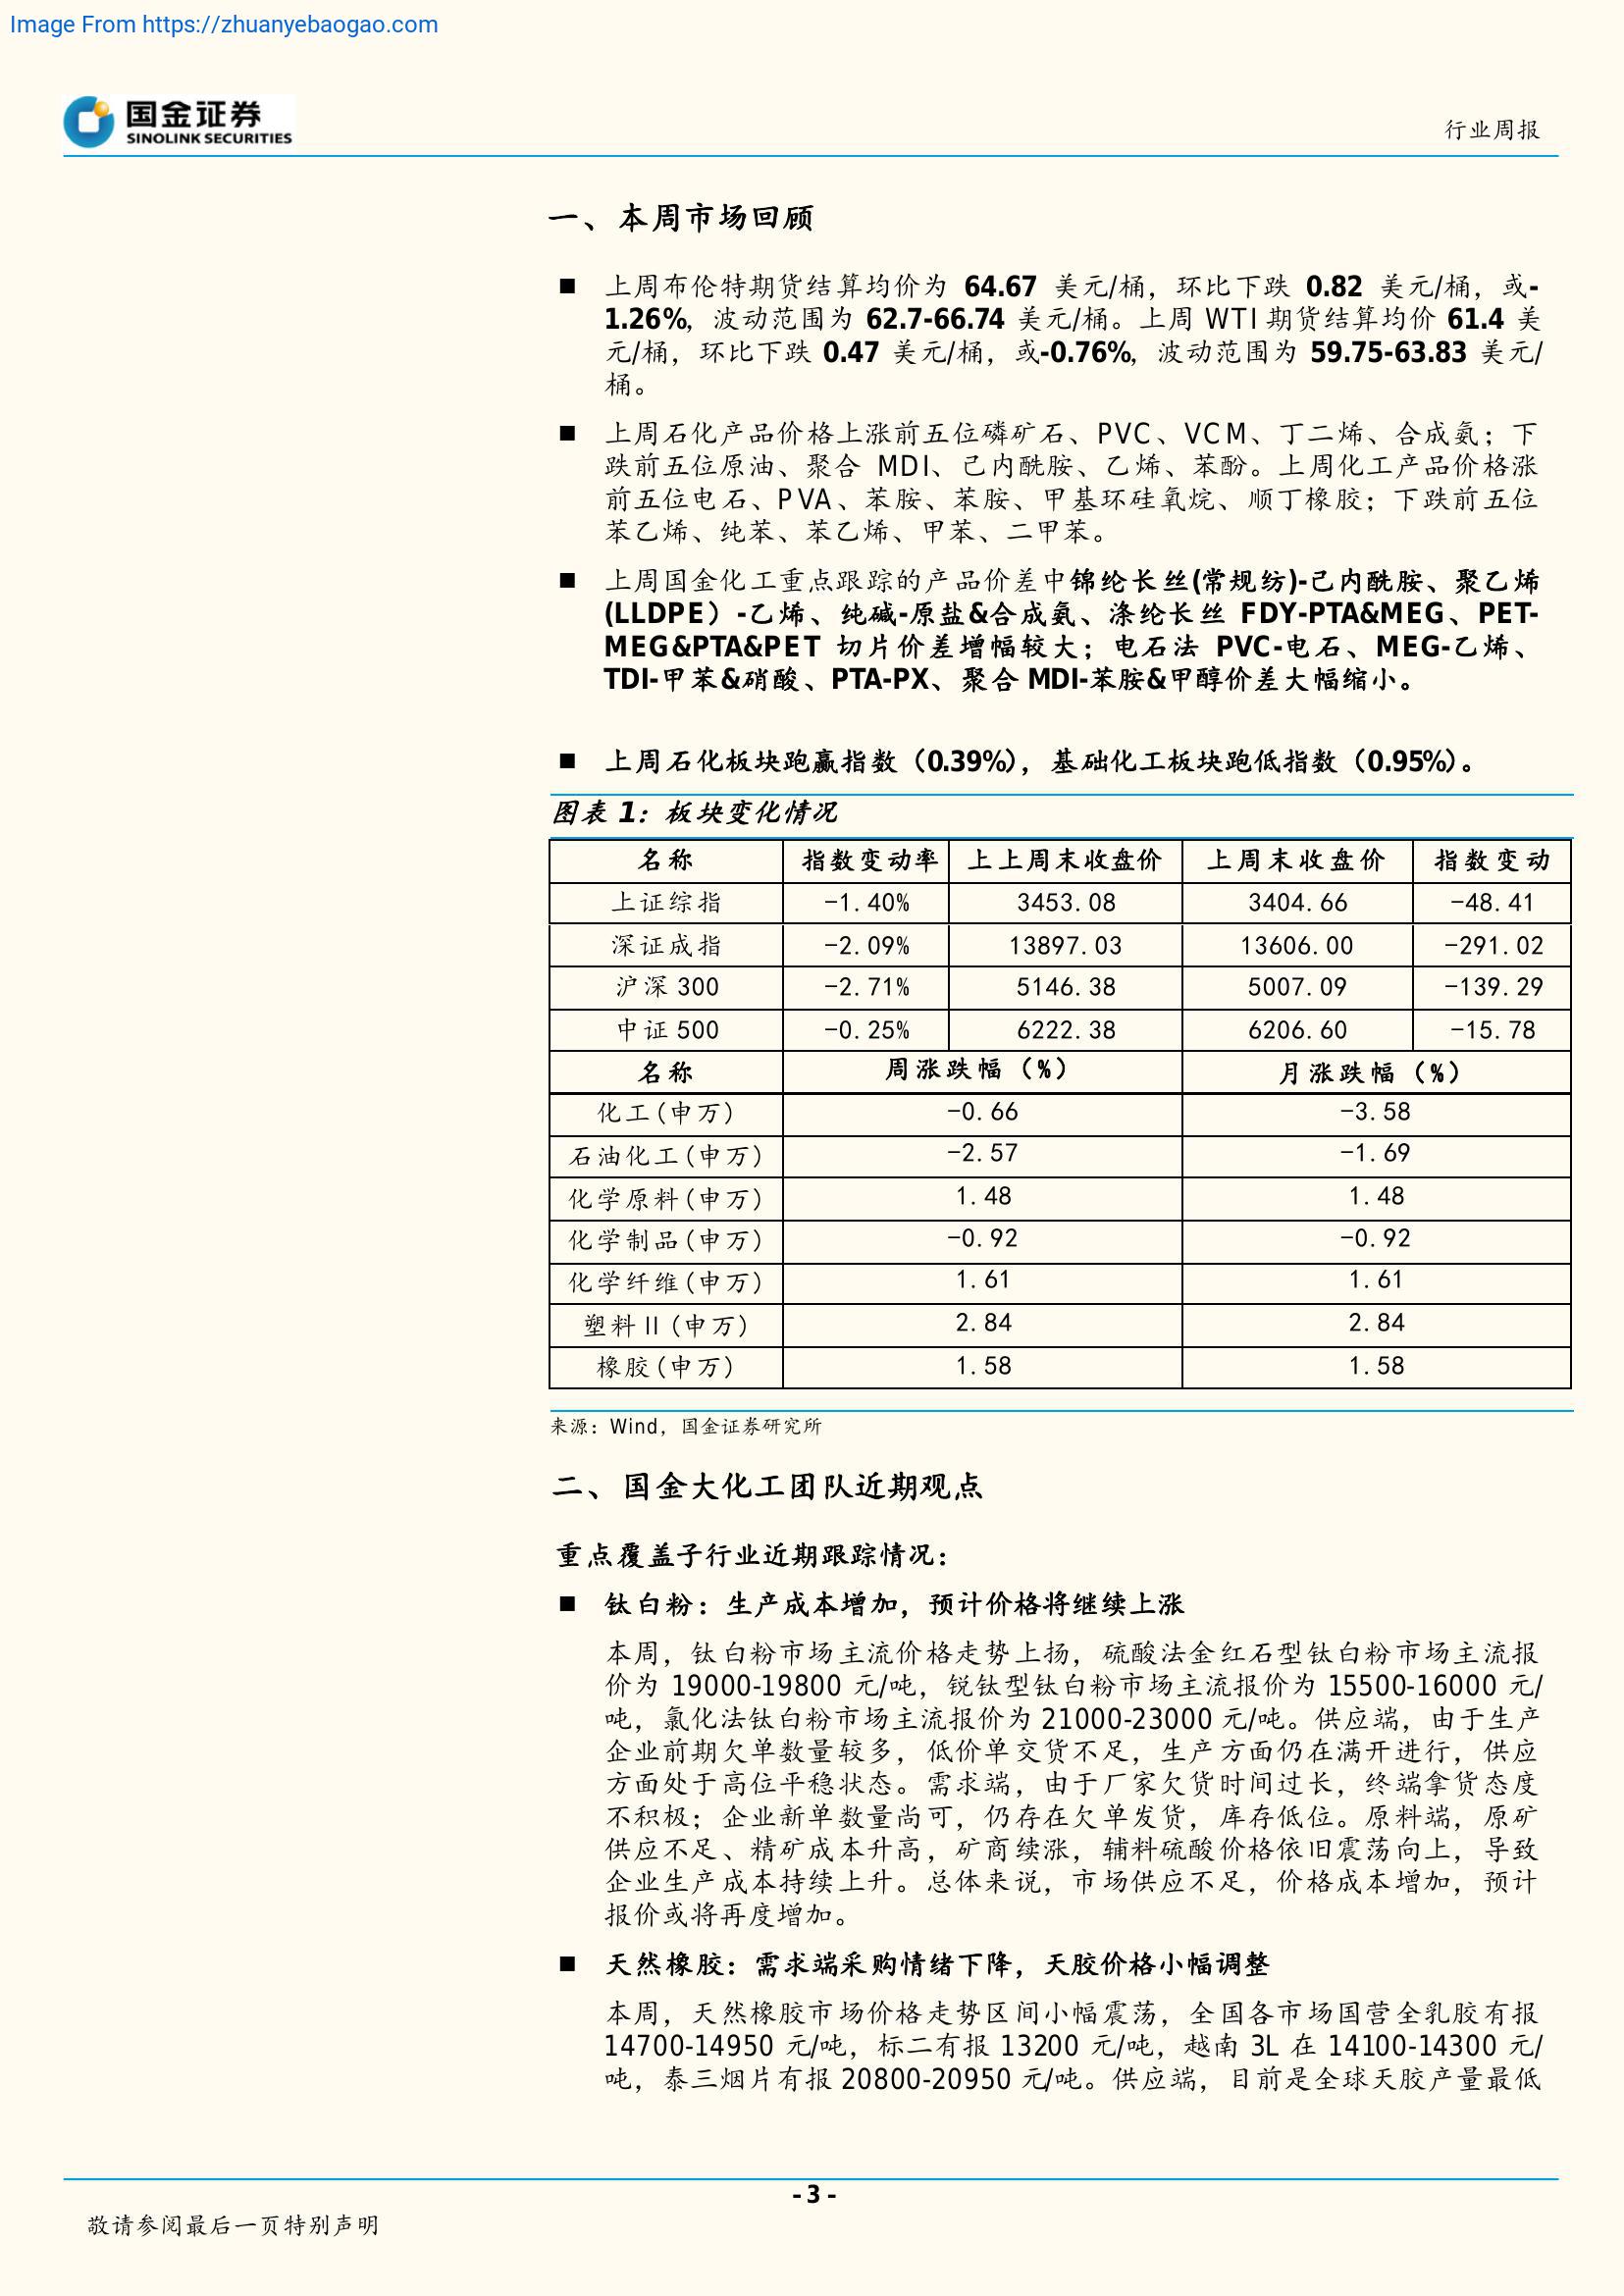 Image From https://zhuanyebaogao.com
国金证券
SINOLINK SECURITIES
行业周报
一、本周市场回顾
■ 上周布伦特期货结算均价为 64.67 美元/桶，环比下跌 0.82 美元/桶，或-
1.26%，波动范围为 62.7-66.74 美元/桶。上周 WTI 期货结算均价 61.4 美
元/桶，环比下跌 0.47 美元/桶，或-0.76%，波动范围为 59.75-63.83 美元/
桶。
■ 上周石化产品价格上涨前五位磷矿石、PVC、VCM、丁二烯、合成氨；下
跌前五位原油、聚合 MDI、己内酰胺、乙烯、苯酚。上周化工产品价格涨
前五位电石、PVA、苯胺、苯胺、甲基环硅氧烷、顺丁橡胶；下跌前五位
苯乙烯、纯苯、苯乙烯、甲苯、二甲苯。
■ 上周国金化工重点跟踪的产品价差中锦纶长丝(常规纺)-己内酰胺、聚乙烯
(LLDPE）-乙烯、纯碱-原盐&合成氨、涤纶长丝 FDY-PTA&MEG、PET-
MEG&PTA&PET 切片价差增幅较大；电石法 PVC-电石、MEG-乙烯、
TDI-甲苯&硝酸、PTA-PX、聚合 MDI-苯胺&甲醇价差大幅缩小。
■ 上周石化板块跑赢指数（0.39%），基础化工板块跑低指数（0.95%）。
图表 1：板块变化情况
名称 指数变动率 上上周末收盘价 上周末收盘价 指数变动
上证综指 -1.40% 3453.08 3404.66 -48.41
深证成指 -2.09% 13897.03 13606.00 -291.02
沪深 300 -2.71% 5146.38 5007.09 -139.29
中证 500 -0.25% 6222.38 6206.60 -15.78
名称 周涨跌幅（%） 月涨跌幅（%）
化工(申万) -0.66 -3.58
石油化工(申万) -2.57 -1.69
化学原料(申万) 1.48 1.48
化学制品(申万) -0.92 -0.92
化学纤维(申万) 1.61 1.61
塑料 II(申万) 2.84 2.84
橡胶(申万) 1.58 1.58
来源：Wind，国金证券研究所
二、国金大化工团队近期观点
重点覆盖子行业近期跟踪情况：
■ 钛白粉：生产成本增加，预计价格将继续上涨
本周，钛白粉市场主流价格走势上扬，硫酸法金红石型钛白粉市场主流报
价为 19000-19800 元/吨，锐钛型钛白粉市场主流报价为 15500-16000 元/
吨，氯化法钛白粉市场主流报价为 21000-23000 元/吨。供应端，由于生产
企业前期欠单数量较多，低价单交货不足，生产方面仍在满开进行，供应
方面处于高位平稳状态。需求端，由于厂家欠货时间过长，终端拿货态度
不积极；企业新单数量尚可，仍存在欠单发货，库存低位。原料端，原矿
供应不足、精矿成本升高，矿商续涨，辅料硫酸价格依旧震荡向上，导致
企业生产成本持续上升。总体来说，市场供应不足，价格成本增加，预计
报价或将再度增加。
■ 天然橡胶：需求端采购情绪下降，天胶价格小幅调整
本周，天然橡胶市场价格走势区间小幅震荡，全国各市场国营全乳胶有报
14700-14950 元/吨，标二有报 13200 元/吨，越南 3L 在 14100-14300 元/
吨，泰三烟片有报 20800-20950 元/吨。供应端，目前是全球天胶产量最低
- 3 -
敬请参阅最后一页特别声明